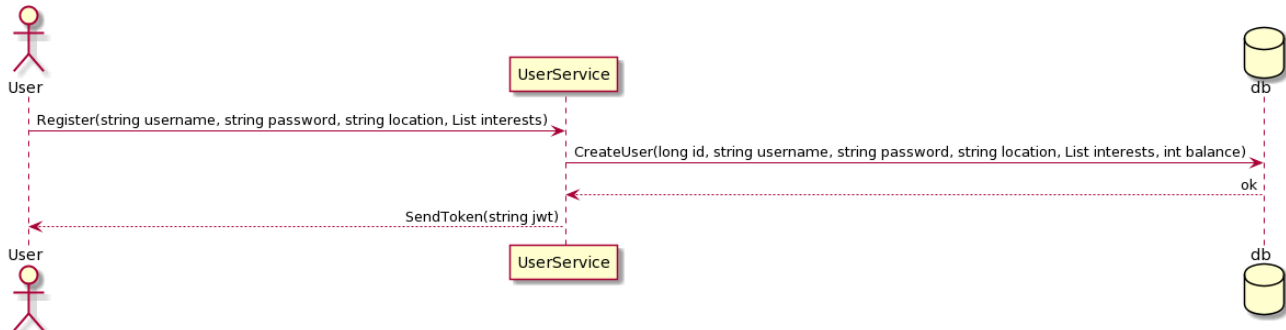 User
UserService
db
Register(string username, string password, string location, List interests)
CreateUser(long id, string username, string password, string location, List interests, int balance)
ok
SendToken(string jwt)
User
UserService
db